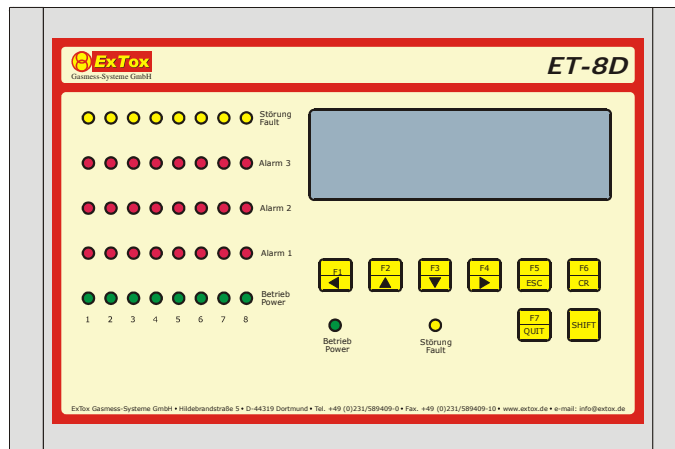 ExTox
Gasmess-Systeme GmbH
ET-8D
Störung
Fault
Alarm 3
Alarm 2
Alarm 1
Betrieb
Power
1 2 3 4 5 6 7 8
F1
F2
F3
F4
F5
ESC
F6
CR
F7
QUIT
SHIFT
Betrieb
Power
Störung
Fault
ExTox Gasmess-Systeme GmbH • Hildebrandstraße 5 • D-44319 Dortmund • Tel. +49 (0)231/589409-0 • Fax. +49 (0)231/589409-10 • www.extox.de • e-mail: info@extox.de